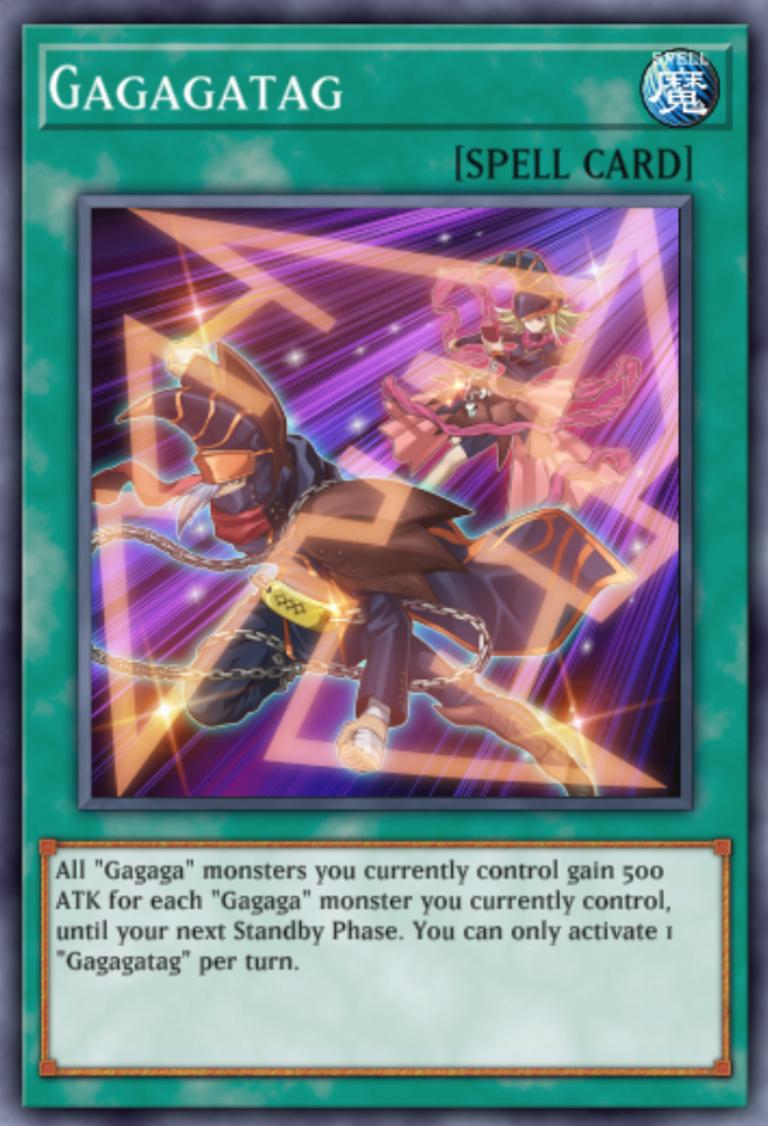 Gagagatag
SPELL
魔
[SPELL CARD]
All "Gagaga" monsters you currently control gain 500
ATK for each "Gagaga" monster you currently control,
until your next Standby Phase. You can only activate 1
"Gagagatag" per turn.